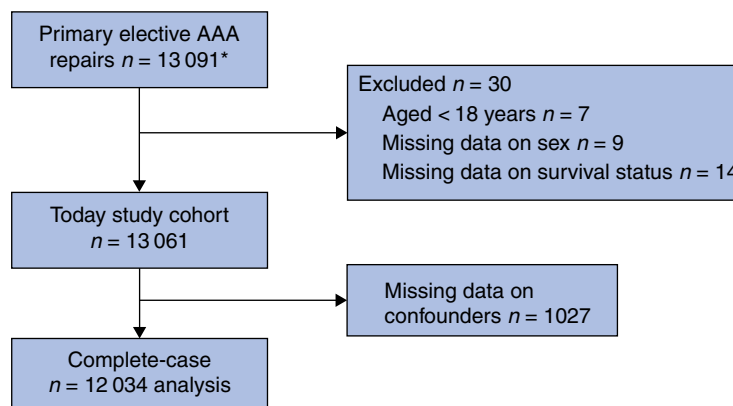 Primary elective AAA
repairs n = 13 091*
Excluded n = 30
Aged < 18 years n = 7
Missing data on sex n = 9
Missing data on survival status n = 14
Today study cohort
n = 13 061
Missing data on
confounders n = 1027
Complete-case
n = 12 034 analysis